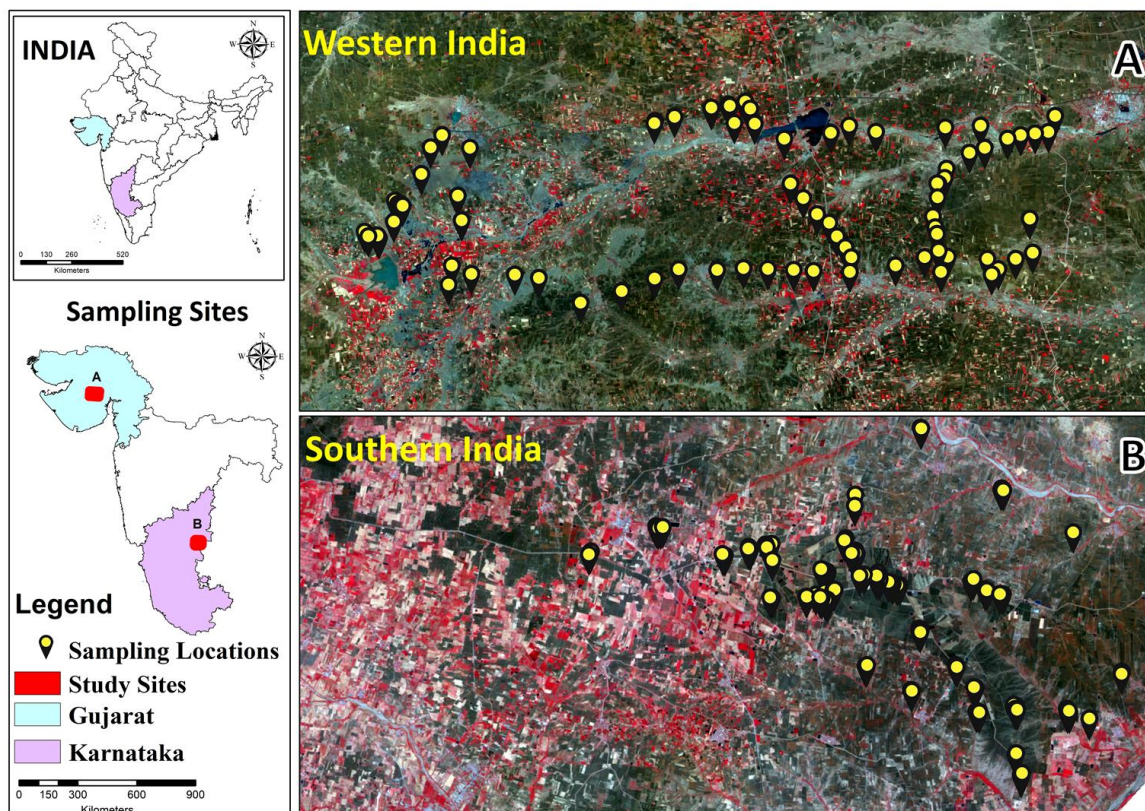 INDIA
N
W E
S
0 130 260 520
Kilometers
Sampling Sites
N
W E
S
A
B
Legend
Sampling Locations
Study Sites
Gujarat
Karnataka
0 100 300 600 900
Kilometers
Western India
A
Southern India
B